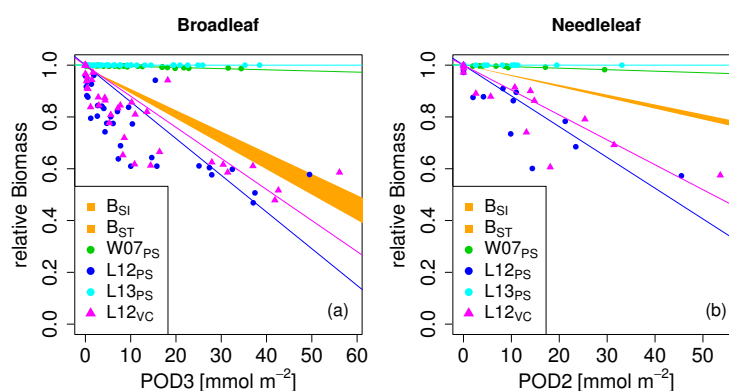 Broadleaf
relative Biomass
0.0 0.2 0.4 0.6 0.8 1.0
B_SI
B_ST
W07_PS
L12_PS
L13_PS
L12_VC
(a)
0 10 20 30 40 50 60
POD3 [mmol m⁻²]
Needleleaf
relative Biomass
0.0 0.2 0.4 0.6 0.8 1.0
B_SI
B_ST
W07_PS
L12_PS
L13_PS
L12_VC
(b)
0 10 20 30 40 50
POD2 [mmol m⁻²]